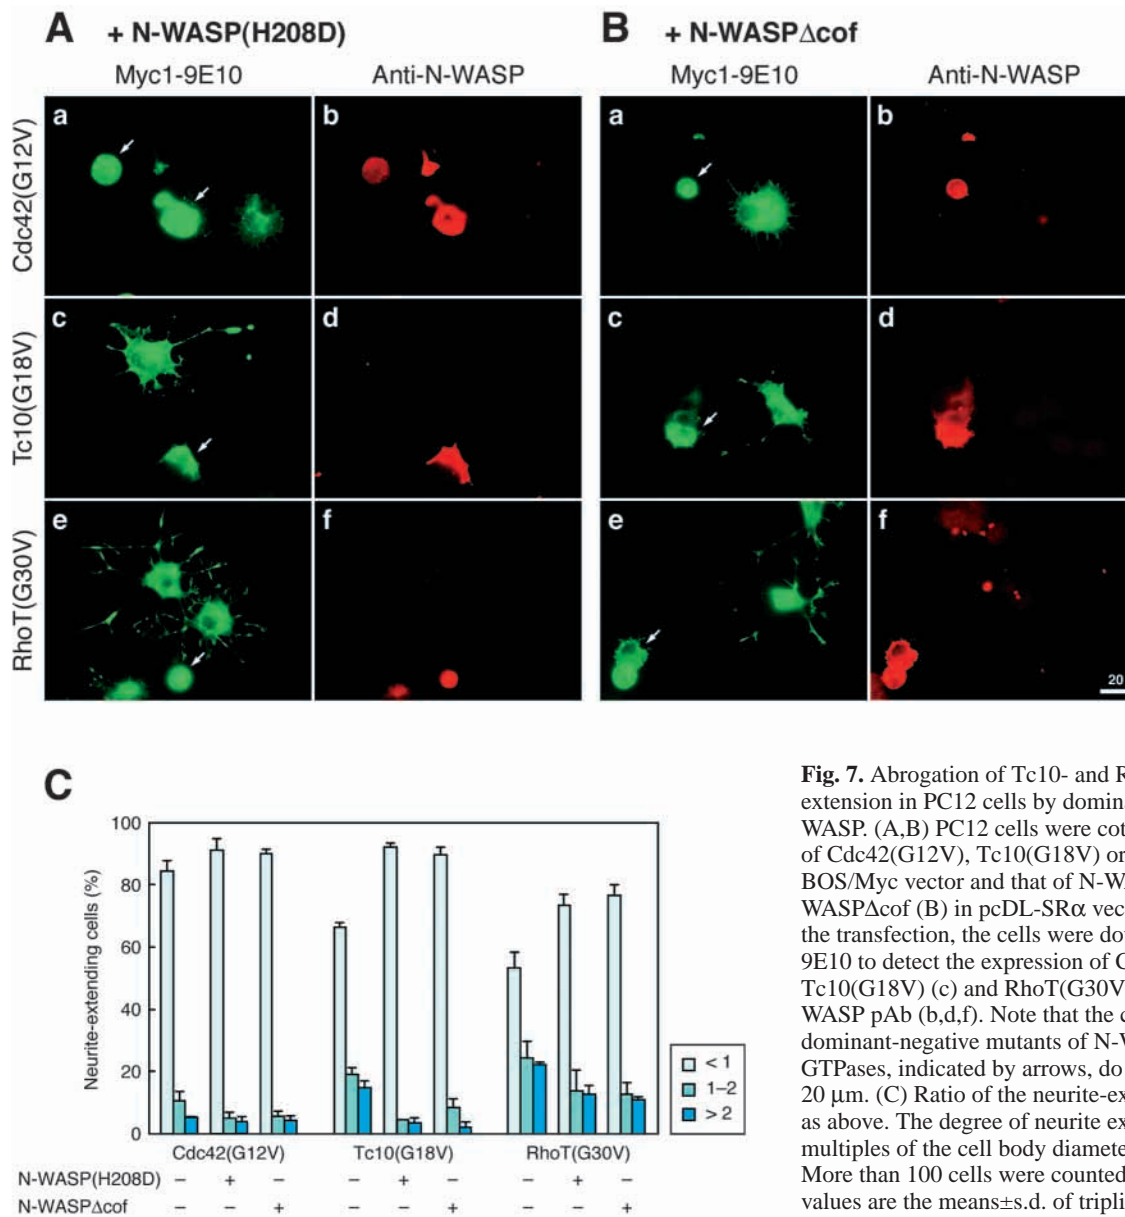 A + N-WASP(H208D)
Myc1-9E10 Anti-N-WASP
B + N-WASPΔcof
Myc1-9E10 Anti-N-WASP
Cdc42(G12V)
a b a b
Tc10(G18V)
c d c d
RhoT(G30V)
e f e f
20
C
Neurite-extending cells (%)
100
80
60
40
20
0
< 1
1–2
> 2
Cdc42(G12V) Tc10(G18V) RhoT(G30V)
N-WASP(H208D) – + – – + – – + –
N-WASPΔcof – – + – – + – – +
Fig. 7. Abrogation of Tc10- and R
extension in PC12 cells by domin
WASP. (A,B) PC12 cells were cot
of Cdc42(G12V), Tc10(G18V) or
BOS/Myc vector and that of N-WA
WASPΔcof (B) in pcDL-SRα vec
the transfection, the cells were dou
9E10 to detect the expression of C
Tc10(G18V) (c) and RhoT(G30V
WASP pAb (b,d,f). Note that the c
dominant-negative mutants of N-W
GTPases, indicated by arrows, do
20 μm. (C) Ratio of the neurite-ex
as above. The degree of neurite ex
multiples of the cell body diamete
More than 100 cells were counted
values are the means±s.d. of tripli